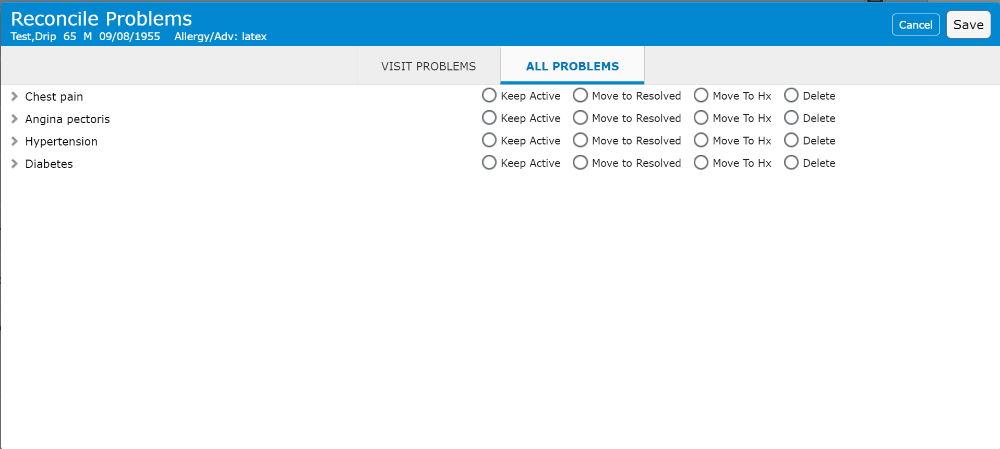 Reconcile Problems
Test,Drip 65 M 09/08/1955 Allergy/Adv: latex
Cancel
Save
VISIT PROBLEMS
ALL PROBLEMS
Chest pain Keep Active Move to Resolved Move To Hx Delete
Angina pectoris Keep Active Move to Resolved Move To Hx Delete
Hypertension Keep Active Move to Resolved Move To Hx Delete
Diabetes Keep Active Move to Resolved Move To Hx Delete